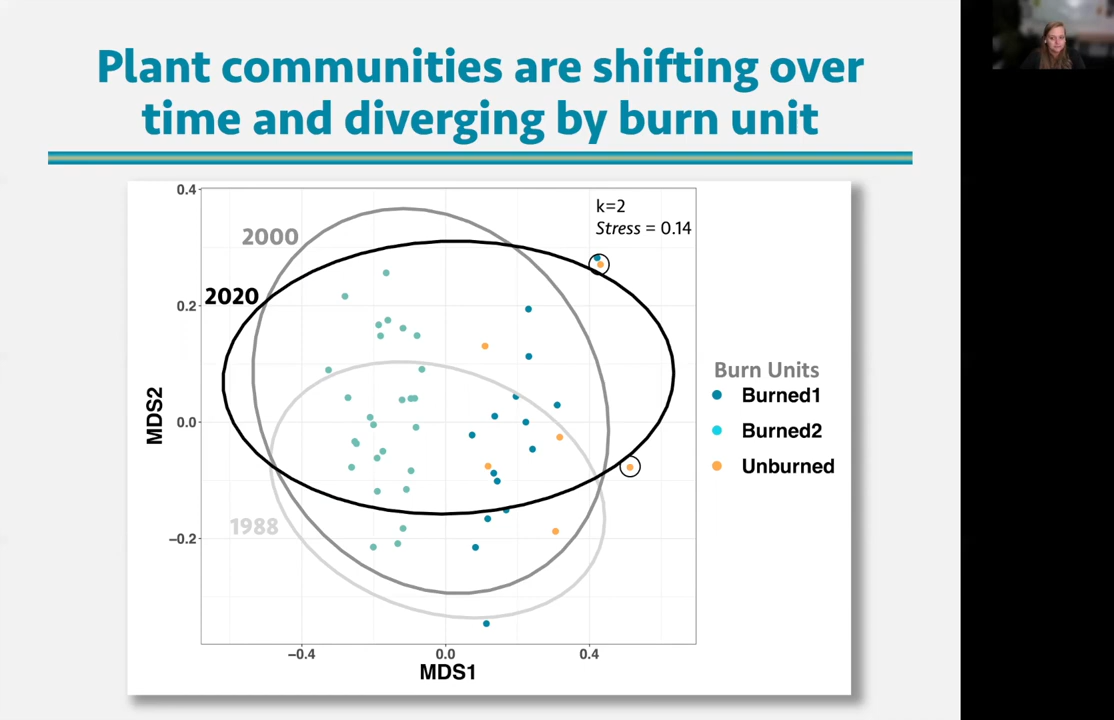 Plant communities are shifting over
time and diverging by burn unit
0.4
k=2
Stress = 0.14
2000
2020
0.2
Burn Units
Burned1
MDS2
0.0
Burned2
Unburned
1988
−0.2
−0.4
0.0
0.4
MDS1